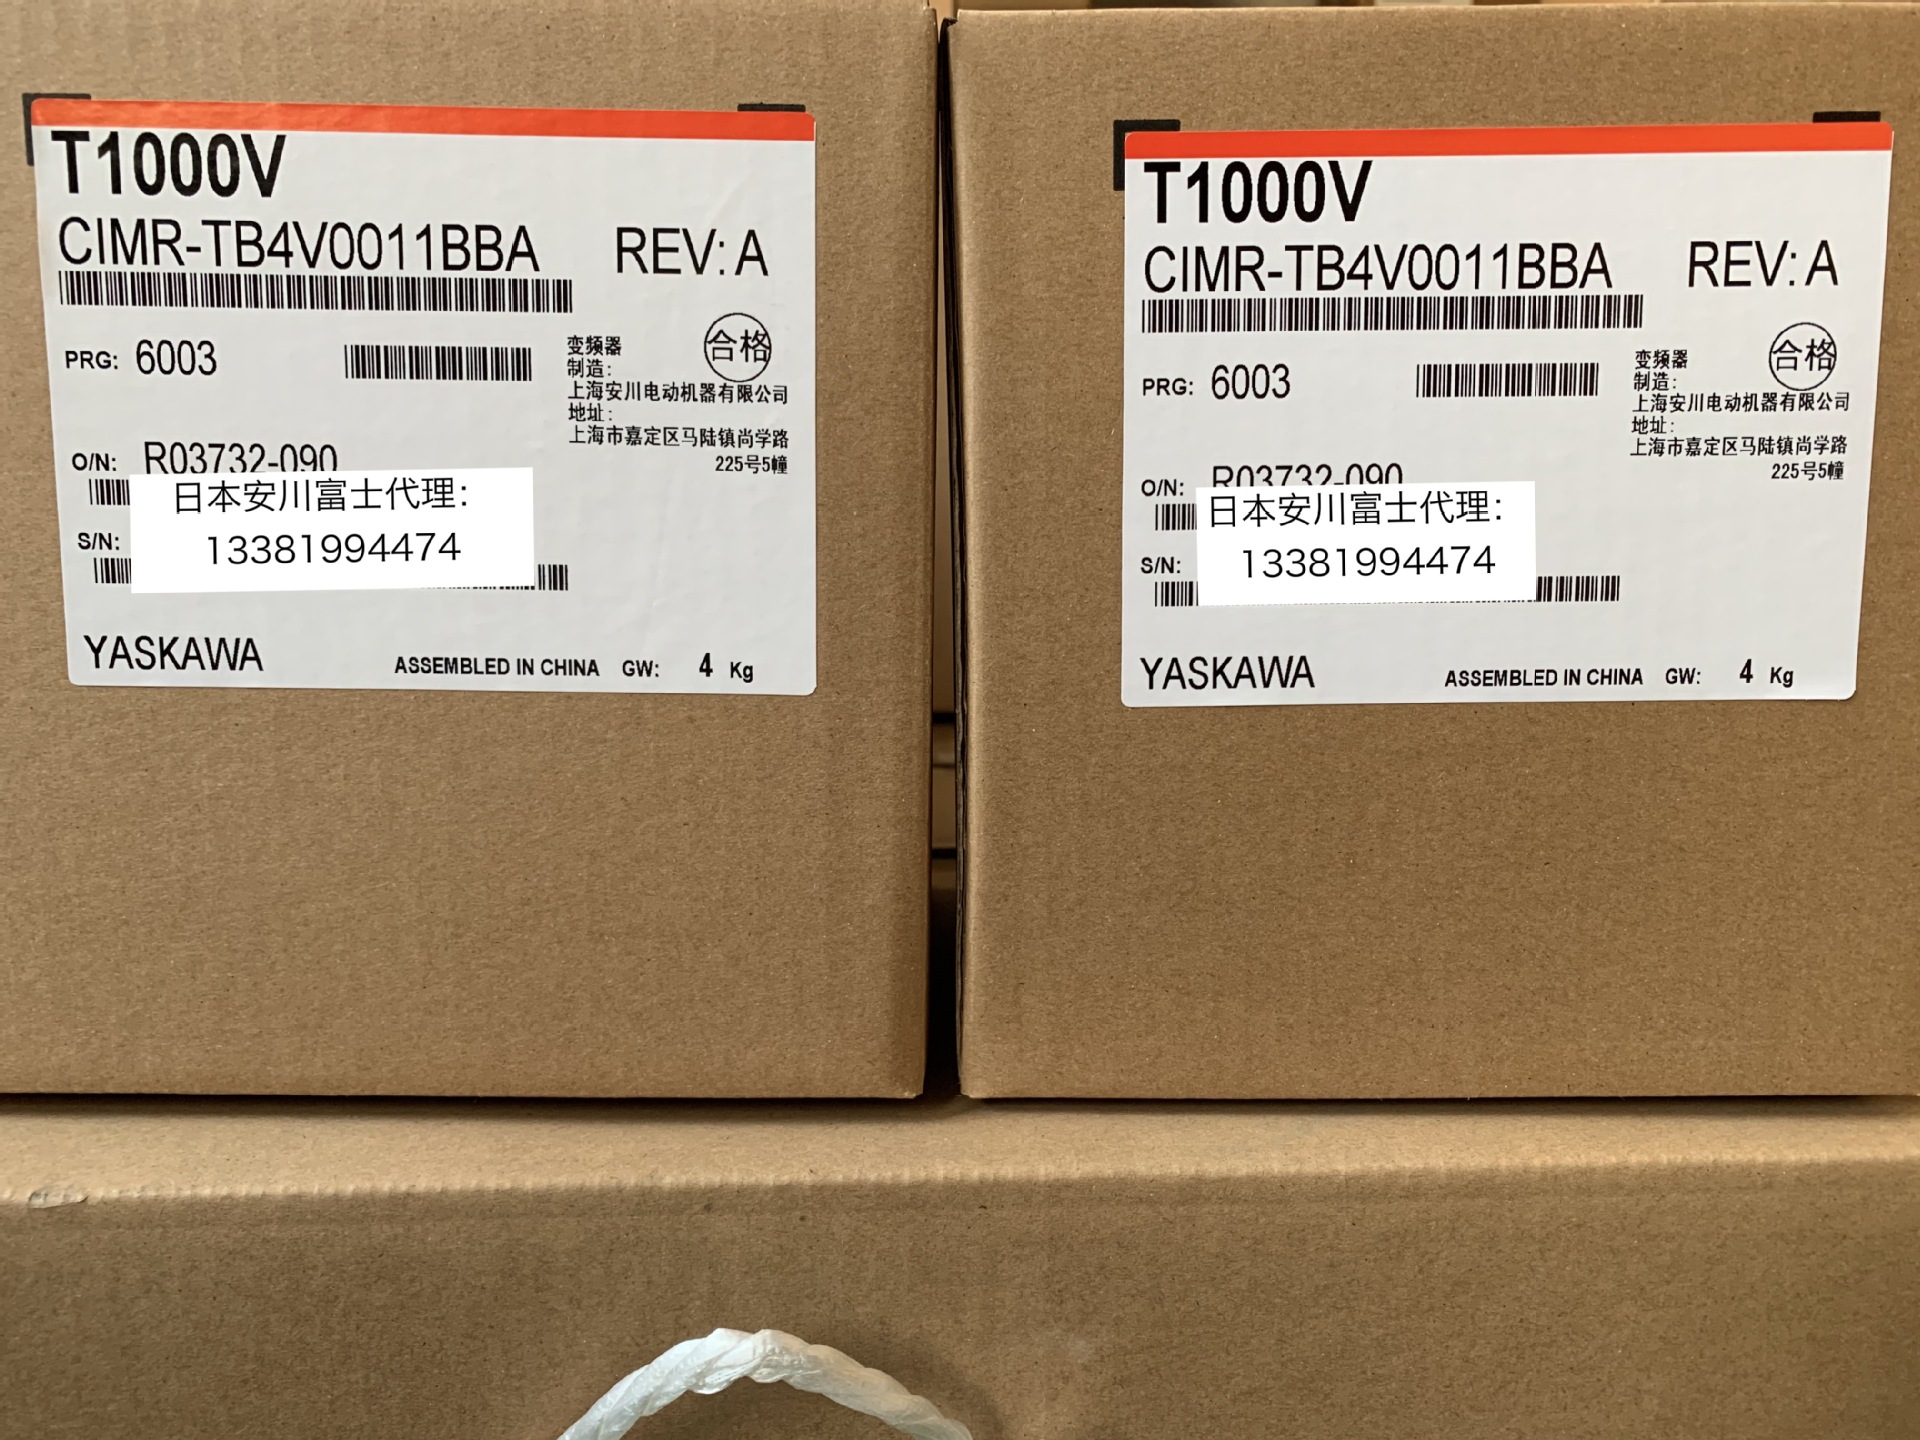 T1000V
CIMR-TB4V0011BBA
REV: A
PRG: 6003
合格
变频器
制造:
上海安川电动机器有限公司
地址:
上海市嘉定区马陆镇尚学路
225号5幢
O/N: R03732-090
日本安川富士代理:
S/N:
13381994474
YASKAWA
ASSEMBLED IN CHINA GW: 4 Kg
T1000V
CIMR-TB4V0011BBA
REV: A
PRG: 6003
合格
变频器
制造:
上海安川电动机器有限公司
地址:
上海市嘉定区马陆镇尚学路
225号5幢
O/N: R03732-090
日本安川富士代理:
S/N:
13381994474
YASKAWA
ASSEMBLED IN CHINA GW: 4 Kg